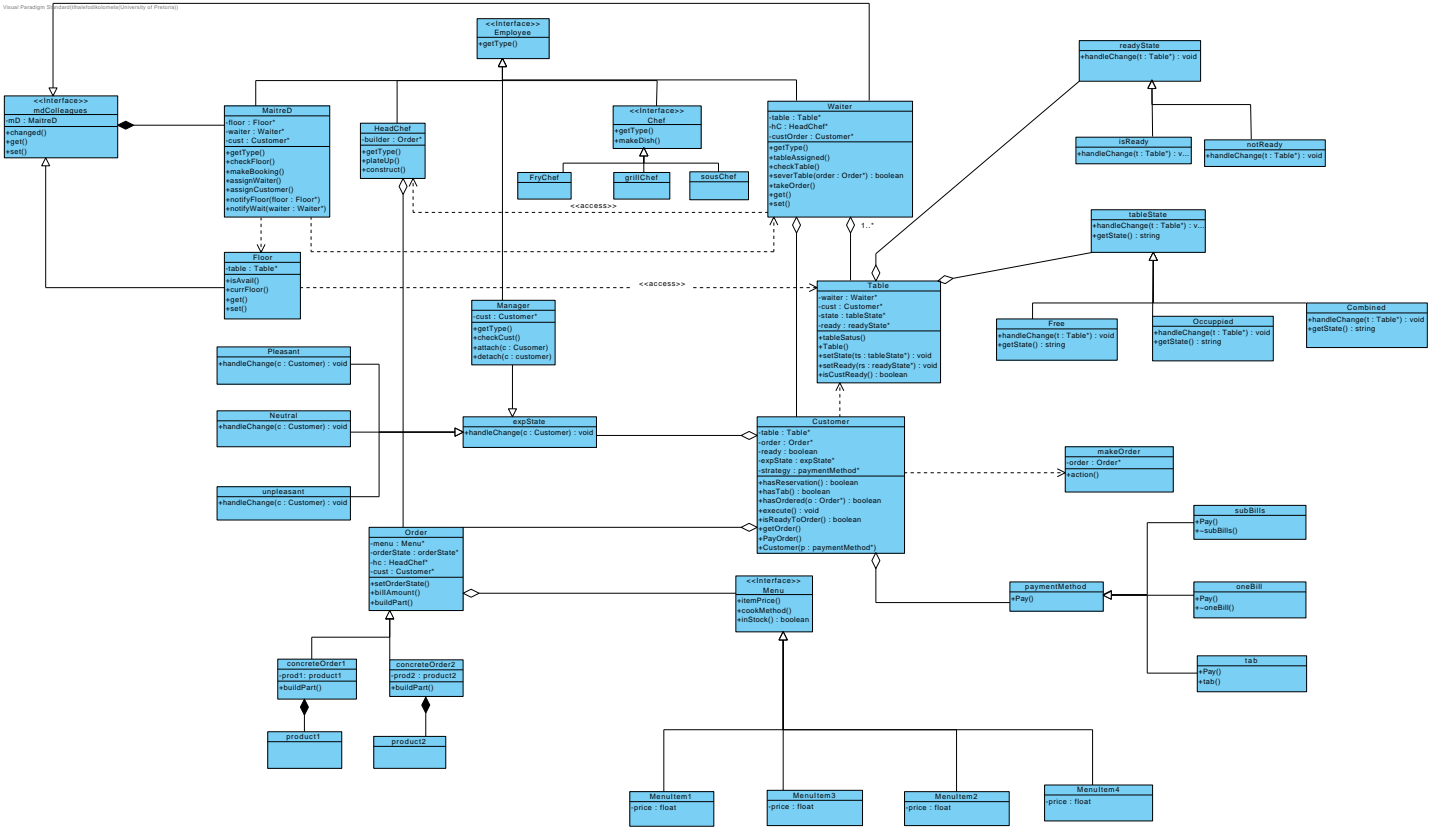 Visual Paradigm Standard(thatefodikolometa(University of Pretoria))
<<Interface>>
Employee
+getType()
readyState
+handleChange(t : Table*) : void
<<Interface>>
mdColleagues
-mD : MaitreD
+changed()
+get()
+set()
MaitreD
-floor : Floor*
-waiter : Waiter*
-cust : Customer*
+getType()
+checkFloor()
+makeBooking()
+assignWaiter()
+assignCustomer()
+notifyFloor(floor : Floor*)
+notifyWait(waiter : Waiter*)
HeadChef
-builder : Order*
+getType()
+plateUp()
+construct()
<<Interface>>
Chef
+getType()
+makeDish()
Waiter
-table : Table*
-hC : HeadChef*
-custOrder : Customer*
+getType()
+tableAssigned()
+checkTable()
+severTable(order : Order*) : boolean
+takeOrder()
+get()
+set()
isReady
+handleChange(t : Table*) : v...
notReady
+handleChange(t : Table*) : void
FryChef
grillChef
sousChef
<<access>>
1..*
tableState
+handleChange(t : Table*) : v...
+getState() : string
Floor
-table : Table*
+isAvail()
+currFloor()
+get()
+set()
<<access>>
Table
-waiter : Waiter*
-cust : Customer*
-state : tableState*
-ready : readyState*
+tableSatus()
+Table()
+setState(ts : tableState*) : void
+setReady(rs : readyState*) : void
+isCustReady() : boolean
Manager
-cust : Customer*
+getType()
+checkCust()
+attach(c : Cusomer)
+detach(c : customer)
Free
+handleChange(t : Table*) : void
+getState() : string
Occuppied
+handleChange(t : Table*) : void
+getState() : string
Combined
+handleChange(t : Table*) : void
+getState() : string
Pleasant
+handleChange(c : Customer) : void
Neutral
+handleChange(c : Customer) : void
unpleasant
+handleChange(c : Customer) : void
expState
+handleChange(c : Customer) : void
Customer
-table : Table*
-order : Order*
-ready : boolean
-expState : expState*
-strategy : paymentMethod*
+hasReservation() : boolean
+hasTab() : boolean
+hasOrdered(o : Order*) : boolean
+execute() : void
+isReadyToOrder() : boolean
+getOrder()
+PayOrder()
+Customer(p : paymentMethod*)
makeOrder
-order : Order*
+action()
subBills
+Pay()
+~subBills()
Order
-menu : Menu*
-orderState : orderState*
-hc : HeadChef*
-cust : Customer*
+setOrderState()
+billAmount()
+buildPart()
<<Interface>>
Menu
+itemPrice()
+cookMethod()
+inStock() : boolean
paymentMethod
+Pay()
oneBill
+Pay()
+~oneBill()
tab
+Pay()
+tab()
concreteOrder1
-prod1: product1
+buildPart()
concreteOrder2
-prod2 : product2
+buildPart()
product1
product2
MenuItem1
-price : float
MenuItem3
-price : float
MenuItem2
-price : float
MenuItem4
-price : float